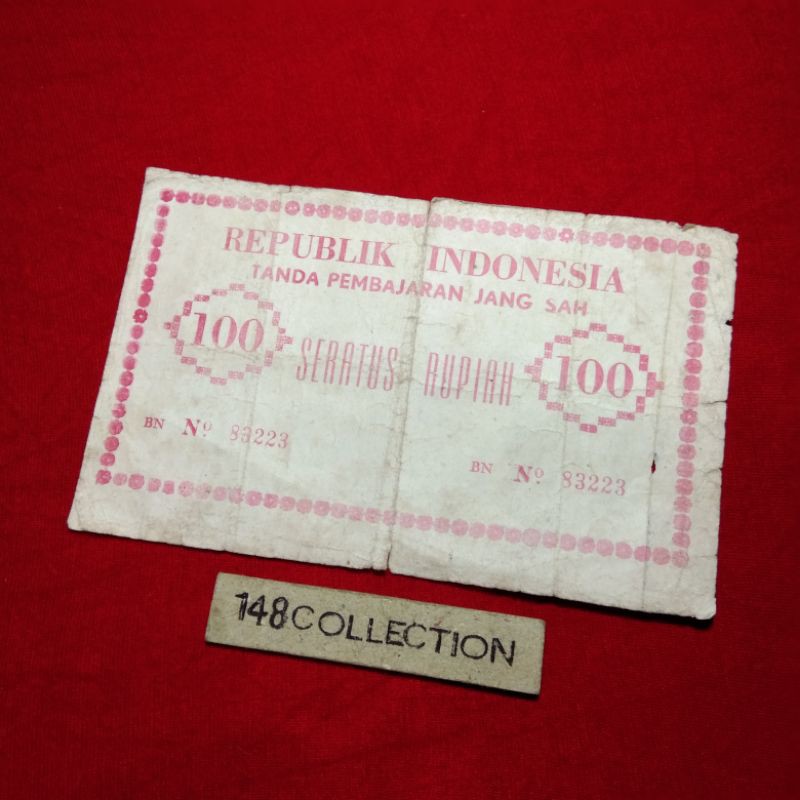 REPUBLIK INDONESIA
TANDA PEMBAJARAN JANG SAH
100 SERATUS RUPIAH 100
BN Nº 83223
BN Nº 83223
148COLLECTION